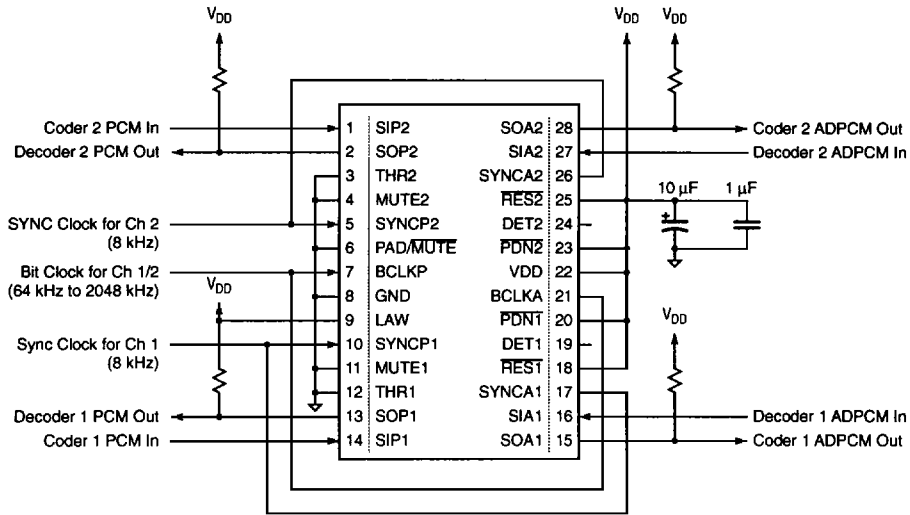 VDD
VDD VDD
Coder 2 PCM In
Decoder 2 PCM Out
SYNC Clock for Ch 2
(8 kHz)
Bit Clock for Ch 1/2
(64 kHz to 2048 kHz)
VDD
Sync Clock for Ch 1
(8 kHz)
Decoder 1 PCM Out
Coder 1 PCM In
1 SIP2
2 SOP2
3 THR2
4 MUTE2
5 SYNCP2
6 PAD/MUTE
7 BCLKP
8 GND
9 LAW
10 SYNCP1
11 MUTE1
12 THR1
13 SOP1
14 SIP1
SOA2 28
SIA2 27
SYNCA2 26
RES2 25
DET2 24
PDN2 23
VDD 22
BCLKA 21
PDN1 20
DET1 19
RES1 18
SYNCA1 17
SIA1 16
SOA1 15
Coder 2 ADPCM Out
Decoder 2 ADPCM In
10 µF 1 µF
+
VDD
Decoder 1 ADPCM In
Coder 1 ADPCM Out